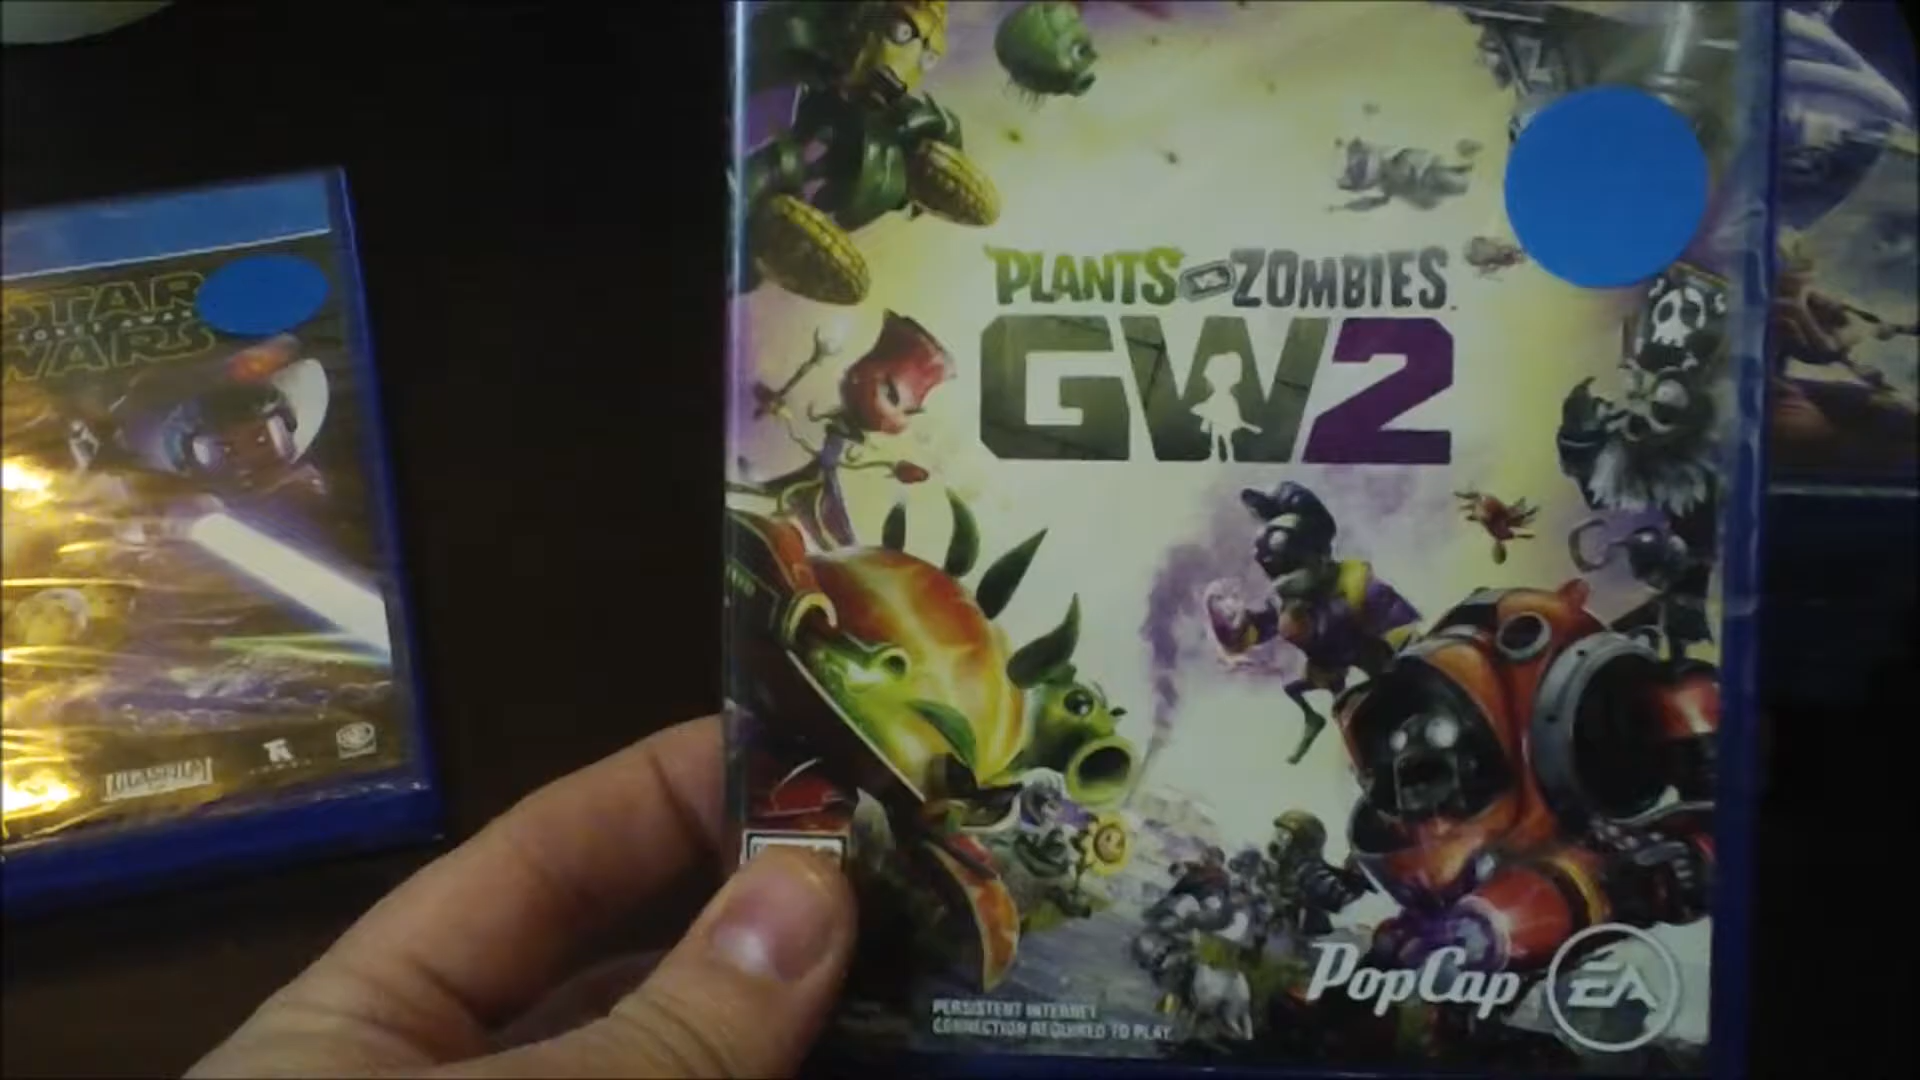 STAR
WARS
PLANTS VS ZOMBIES
GW2
PopCap EA
PERSISTENT INTERNET
CONNECTION REQUIRED TO PLAY